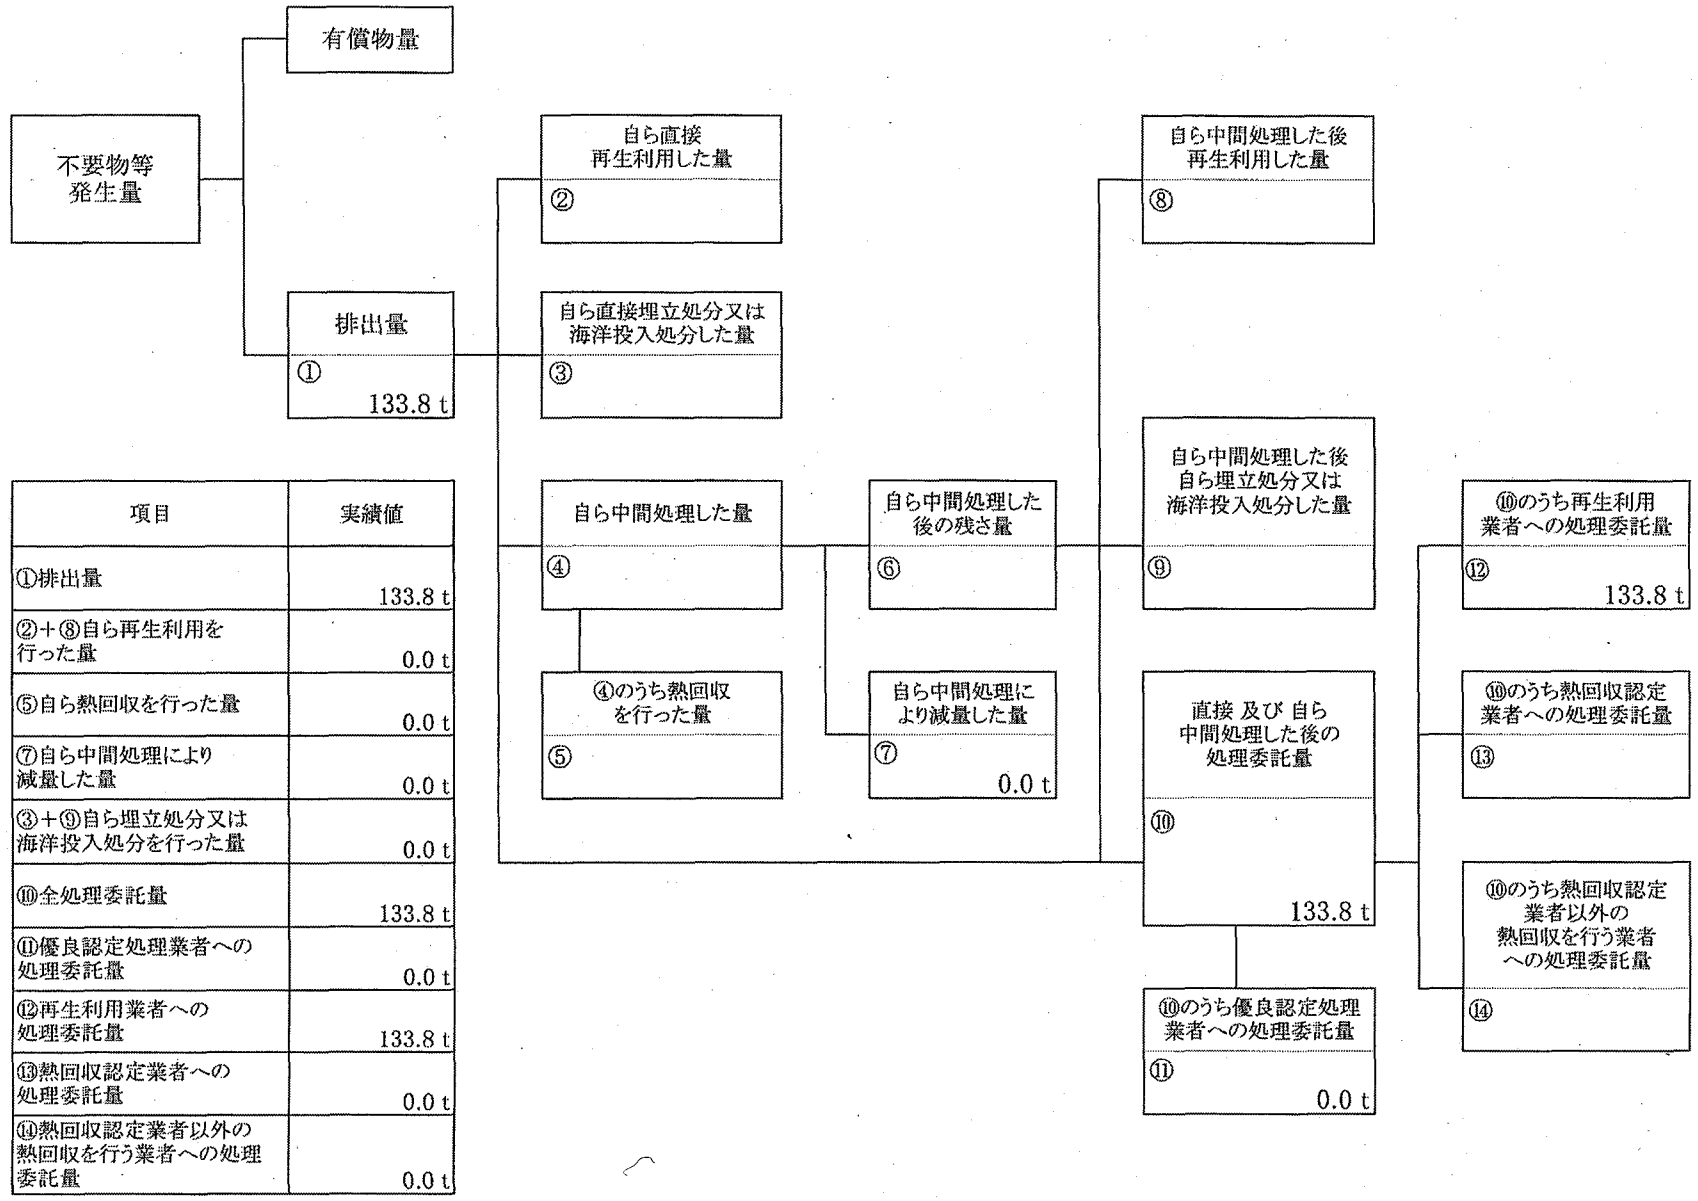 有償物量
不要物等
発生量
排出量
①
133.8 t
自ら直接
再生利用した量
②
自ら直接埋立処分又は
海洋投入処分した量
③
自ら中間処理した量
④
④のうち熱回収
を行った量
⑤
自ら中間処理した
後の残さ量
⑥
自ら中間処理に
より減量した量
⑦
0.0 t
自ら中間処理した後
再生利用した量
⑧
自ら中間処理した後
自ら埋立処分又は
海洋投入処分した量
⑨
直接 及び 自ら
中間処理した後の
処理委託量
⑩
133.8 t
⑩のうち優良認定処理
業者への処理委託量
⑪
0.0 t
⑩のうち再生利用
業者への処理委託量
⑫
133.8 t
⑩のうち熱回収認定
業者への処理委託量
⑬
⑩のうち熱回収認定
業者以外の
熱回収を行う業者
への処理委託量
⑭
項目 実績値
①排出量
133.8 t
②＋⑧自ら再生利用を
行った量
0.0 t
⑤自ら熱回収を行った量
0.0 t
⑦自ら中間処理により
減量した量
0.0 t
③＋⑨自ら埋立処分又は
海洋投入処分を行った量
0.0 t
⑩全処理委託量
133.8 t
⑪優良認定処理業者への
処理委託量
0.0 t
⑫再生利用業者への
処理委託量
133.8 t
⑬熱回収認定業者への
処理委託量
0.0 t
⑭熱回収認定業者以外の
熱回収を行う業者への処理
委託量
0.0 t